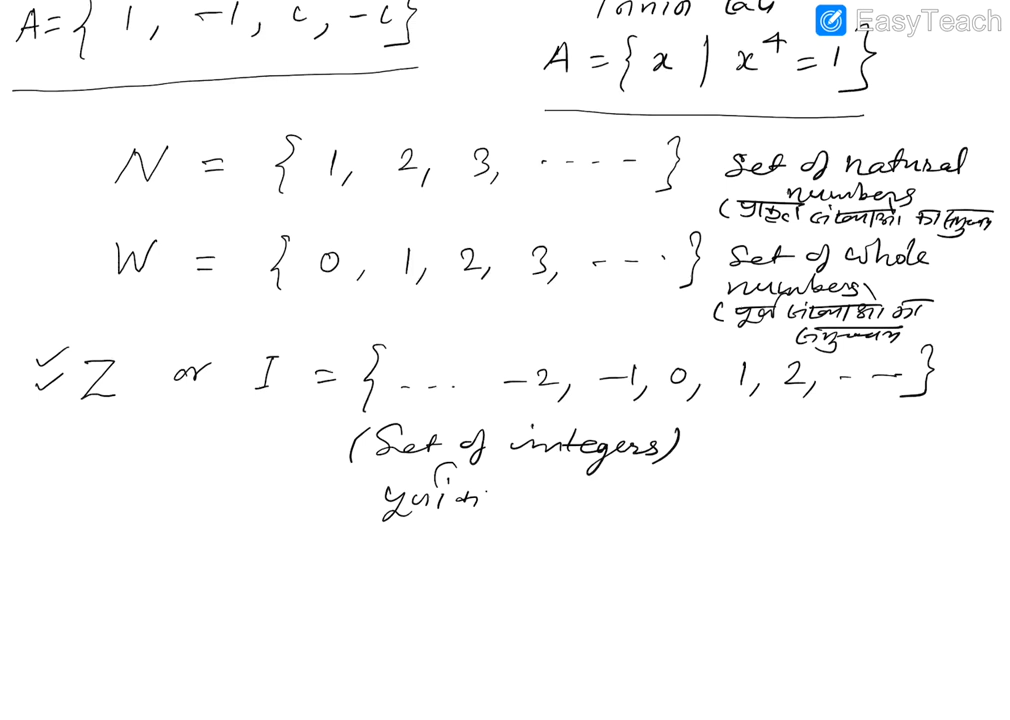 A = { 1, -1, i, -i }
EasyTeach
A = { x | x⁴ = 1 }
N = { 1, 2, 3, ..... } Set of natural
numbers
(प्राकृत संख्याओं का समुच्चय
W = { 0, 1, 2, 3, ..... } Set of whole
numbers
(पूर्ण संख्याओं का
समुच्चय
Z or I = { ... -2, -1, 0, 1, 2, .... }
(Set of integers)